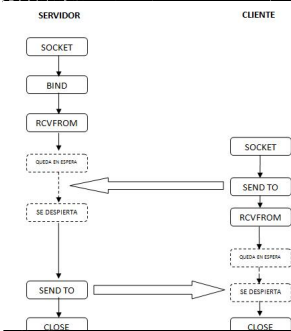 SERVIDOR
CLIENTE
SOCKET
BIND
RCVFROM
QUEDA EN ESPERA
SOCKET
SEND TO
SE DESPIERTA
RCVFROM
QUEDA EN ESPERA
SEND TO
SE DESPIERTA
CLOSE
CLOSE